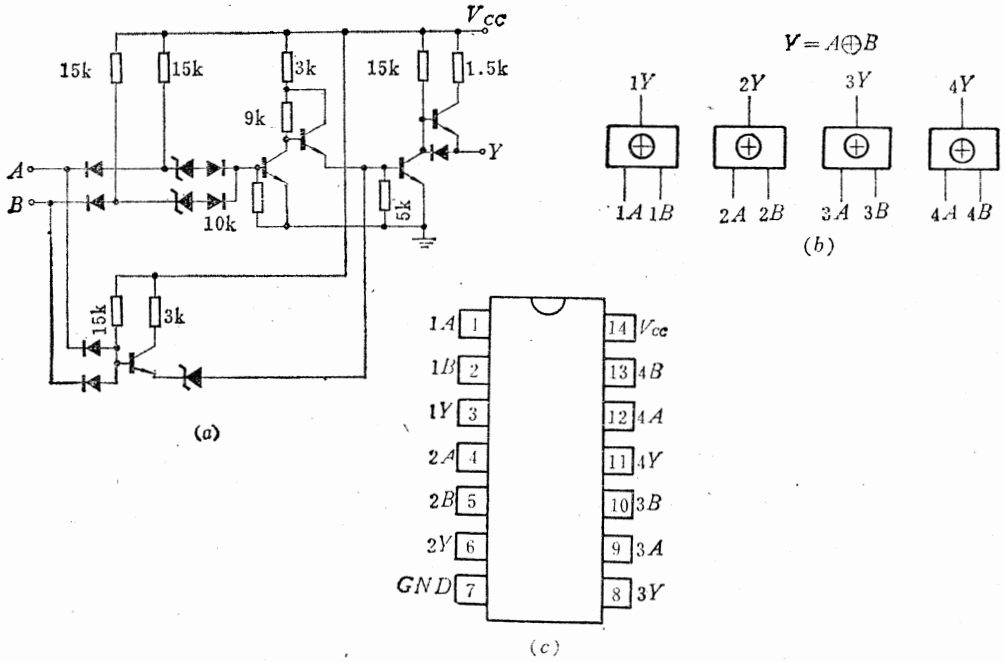 V_CC
15k
15k
3k
15k
1.5k
9k
A
Y
B
10k
5k
15k
3k
(a)
Y=A⊕B
1Y
2Y
3Y
4Y
1A 1B
2A 2B
3A 3B
4A 4B
(b)
1A 1
14 Vcc
1B 2
13 4B
1Y 3
12 4A
2A 4
11 4Y
2B 5
10 3B
2Y 6
9 3A
GND 7
8 3Y
(c)